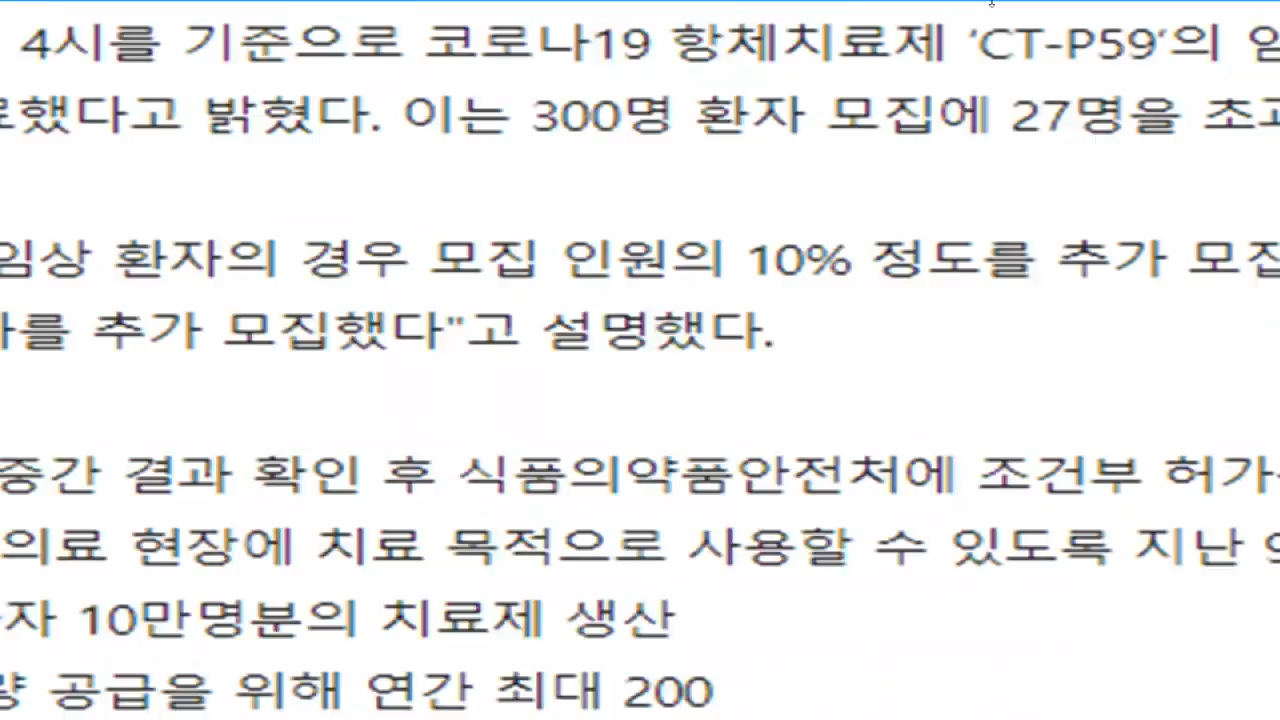 4시를 기준으로 코로나19 항체치료제 ‘CT-P59’의
했다고 밝혔다. 이는 300명 환자 모집에 27명을
임상 환자의 경우 모집 인원의 10% 정도를 추가 모집
를 추가 모집했다"고 설명했다.
중간 결과 확인 후 식품의약품안전처에 조건부 허가
의료 현장에 치료 목적으로 사용할 수 있도록 지난
자 10만명분의 치료제 생산
공급을 위해 연간 최대 200